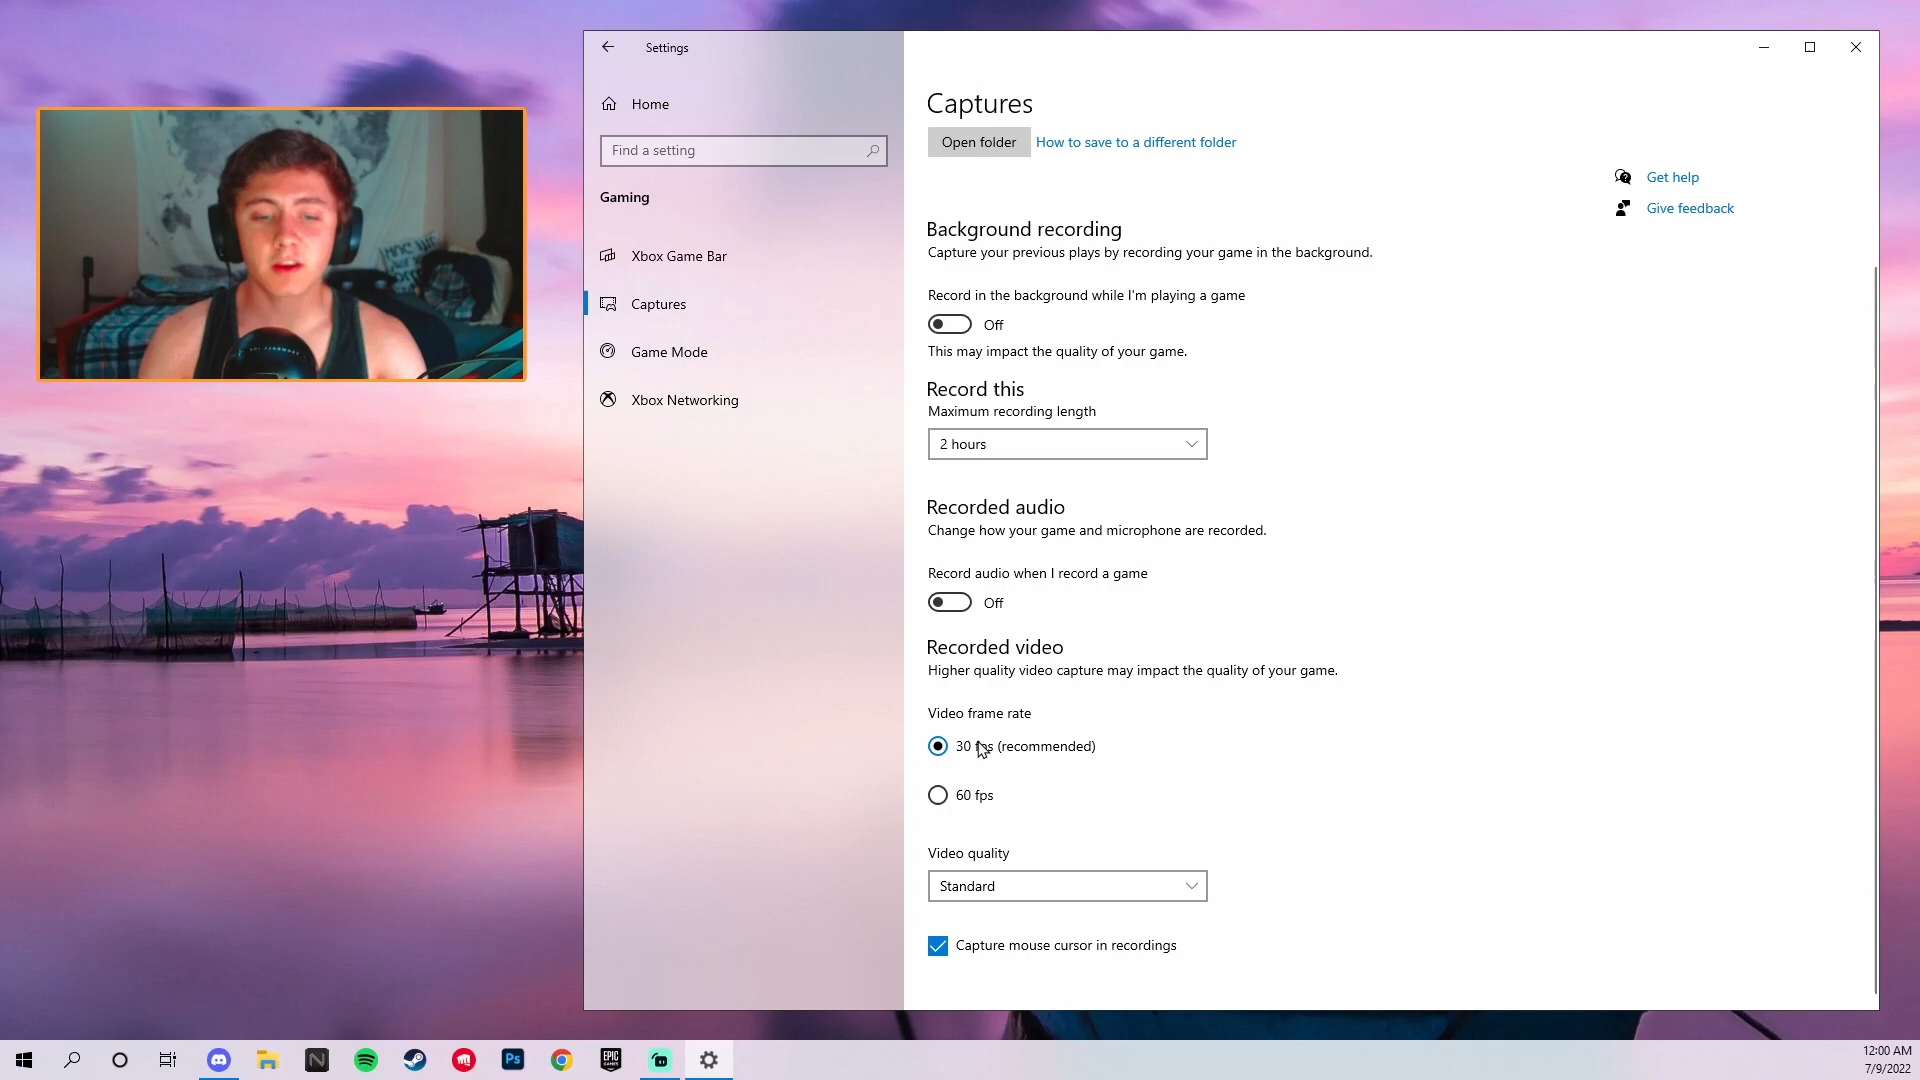 Settings
Home
Find a setting
Gaming
Xbox Game Bar
Captures
Game Mode
Xbox Networking
Captures
Open folder How to save to a different folder
Get help
Give feedback
Background recording
Capture your previous plays by recording your game in the background.
Record in the background while I'm playing a game
Off
This may impact the quality of your game.
Record this
Maximum recording length
2 hours
Recorded audio
Change how your game and microphone are recorded.
Record audio when I record a game
Off
Recorded video
Higher quality video capture may impact the quality of your game.
Video frame rate
30 fps (recommended)
60 fps
Video quality
Standard
Capture mouse cursor in recordings
N
Ps
EPIC
GAMES
12:00 AM
7/9/2022